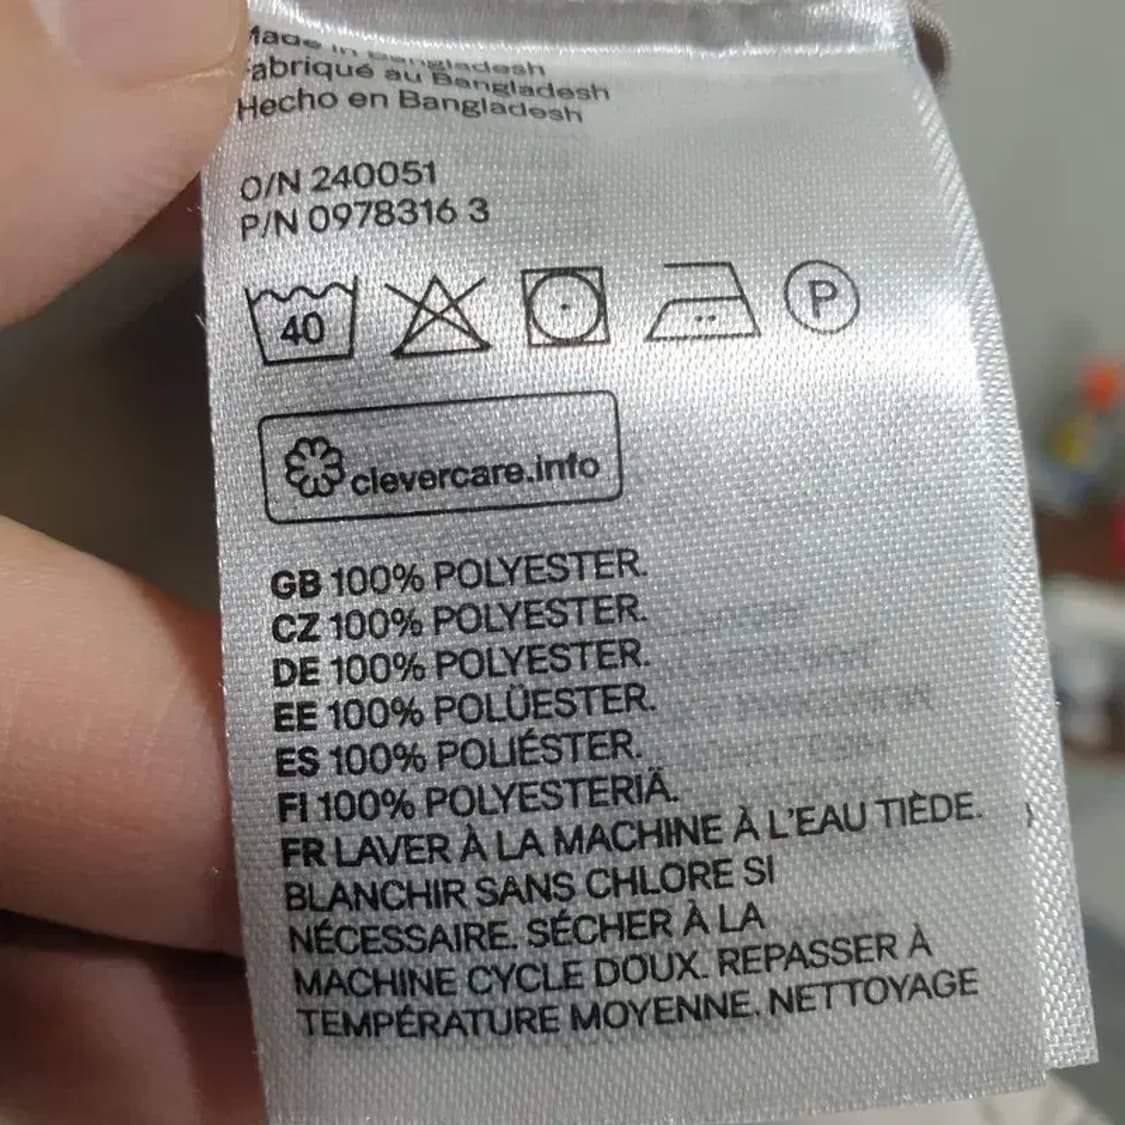 Made in Bangladesh
Fabriqué au Bangladesh
Hecho en Bangladesh
O/N 240051
P/N 0978316 3
40
P
clevercare.info
GB 100% POLYESTER.
CZ 100% POLYESTER.
DE 100% POLYESTER.
EE 100% POLÜESTER.
ES 100% POLIÉSTER.
FI 100% POLYESTERIÄ.
FR LAVER À LA MACHINE À L'EAU TIÈDE.
BLANCHIR SANS CHLORE SI
NÉCESSAIRE. SÉCHER À LA
MACHINE CYCLE DOUX. REPASSER À
TEMPÉRATURE MOYENNE. NETTOYAGE